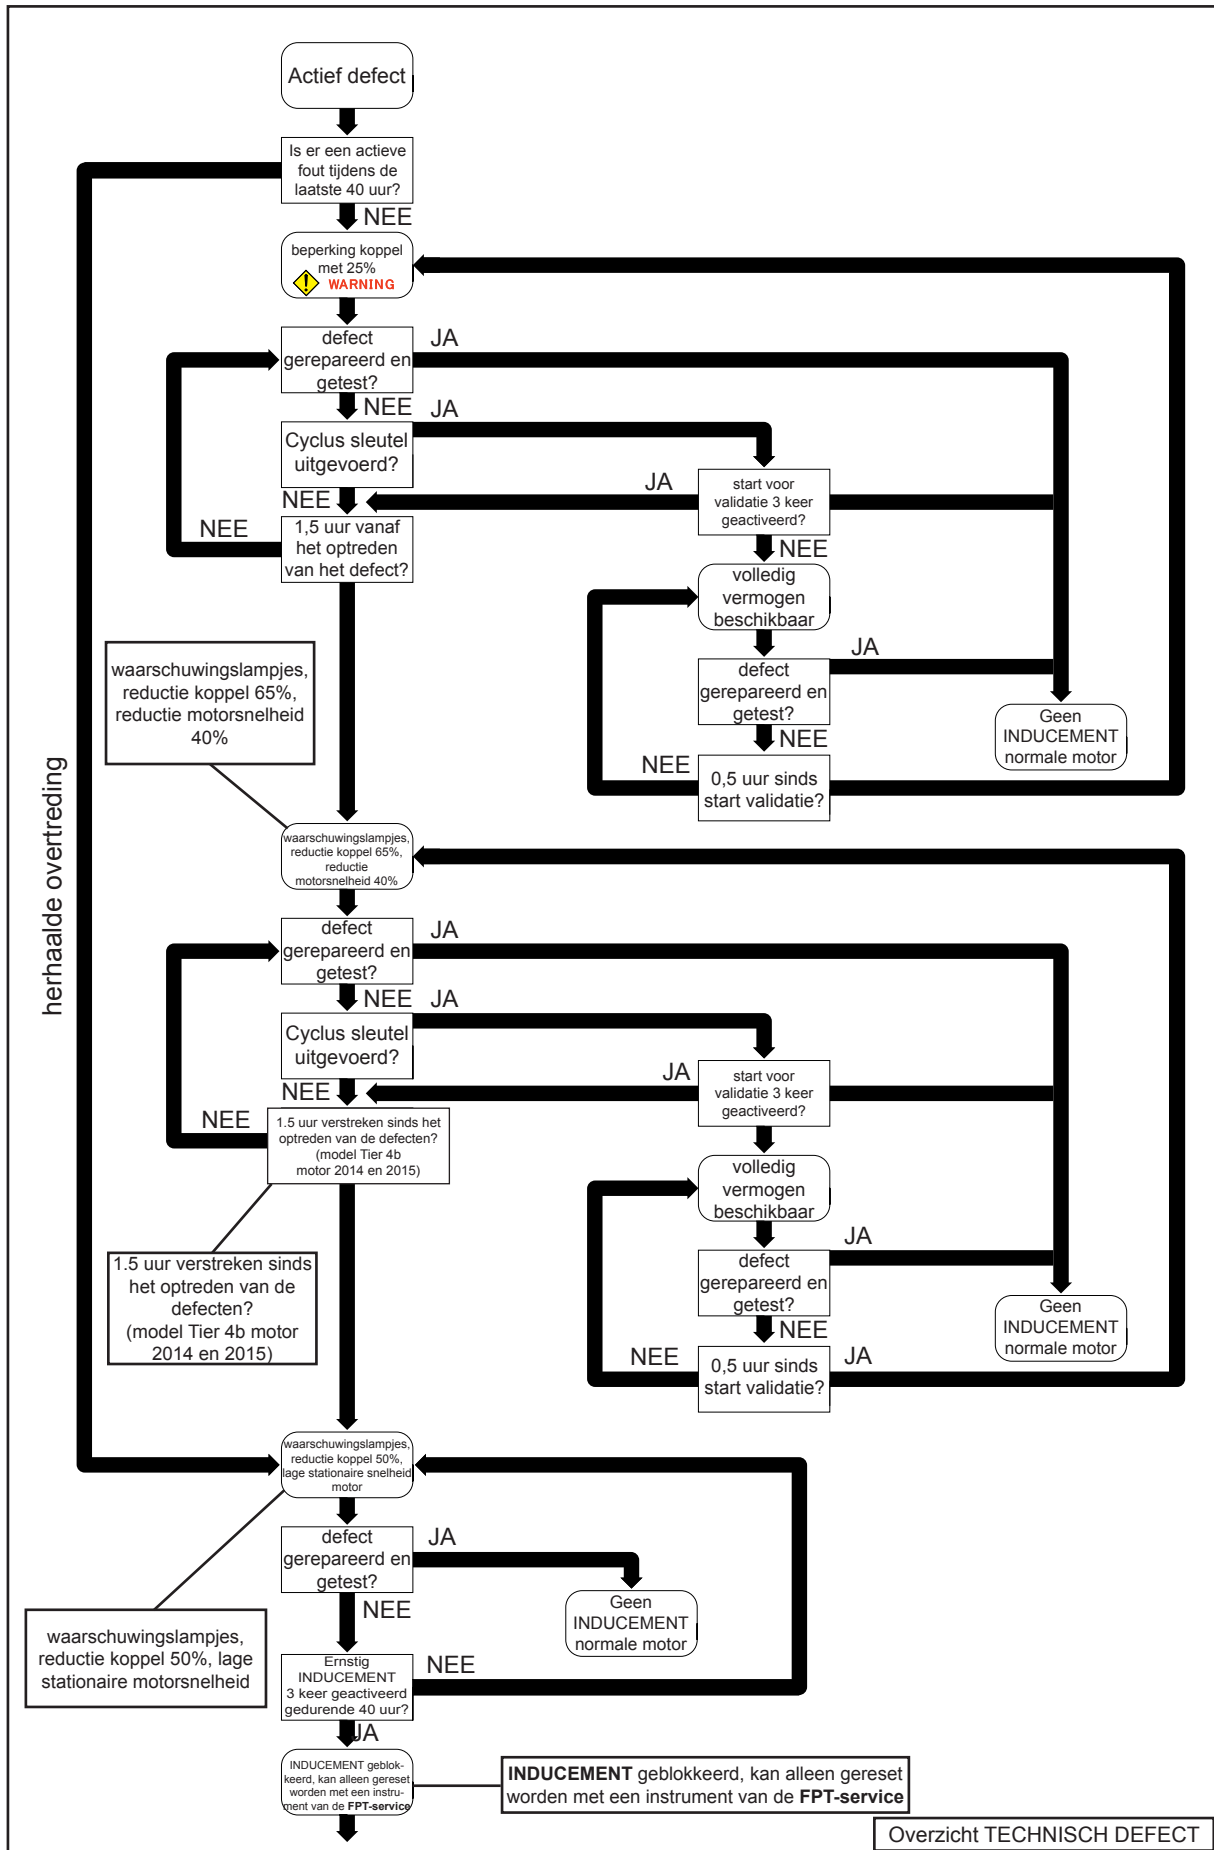 Actief defect
Is er een actieve
fout tijdens de
laatste 40 uur?
NEE
beperking koppel
met 25%
WARNING
defect
gerepareerd en
getest?
JA
NEE
JA
Cyclus sleutel
uitgevoerd?
NEE
JA
start voor
validatie 3 keer
geactiveerd?
NEE
1,5 uur vanaf
het optreden
van het defect?
NEE
volledig
vermogen
beschikbaar
JA
defect
gerepareerd en
getest?
NEE
Geen
INDUCEMENT
normale motor
NEE
0,5 uur sinds
start validatie?
waarschuwingslampjes,
reductie koppel 65%,
reductie motorsnelheid
40%
herhaalde overtreding
waarschuwingslampjes,
reductie koppel 65%,
reductie
motorsnelheid 40%
defect
gerepareerd en
getest?
JA
NEE
JA
Cyclus sleutel
uitgevoerd?
NEE
JA
start voor
validatie 3 keer
geactiveerd?
NEE
1.5 uur verstreken sinds het
optreden van de defecten?
(model Tier 4b
motor 2014 en 2015)
volledig
vermogen
beschikbaar
JA
defect
gerepareerd en
getest?
NEE
Geen
INDUCEMENT
normale motor
NEE
0,5 uur sinds
start validatie?
JA
1.5 uur verstreken sinds
het optreden van de
defecten?
(model Tier 4b motor
2014 en 2015)
waarschuwingslampjes,
reductie koppel 50%,
lage stationaire snelheid
motor
defect
gerepareerd en
getest?
JA
NEE
Geen
INDUCEMENT
normale motor
waarschuwingslampjes,
reductie koppel 50%, lage
stationaire motorsnelheid
Ernstig
INDUCEMENT
3 keer geactiveerd
gedurende 40 uur?
NEE
JA
INDUCEMENT geblok-
keerd, kan alleen gereset
worden met een instru-
ment van de FPT-service
INDUCEMENT geblokkeerd, kan alleen gereset
worden met een instrument van de FPT-service
Overzicht TECHNISCH DEFECT